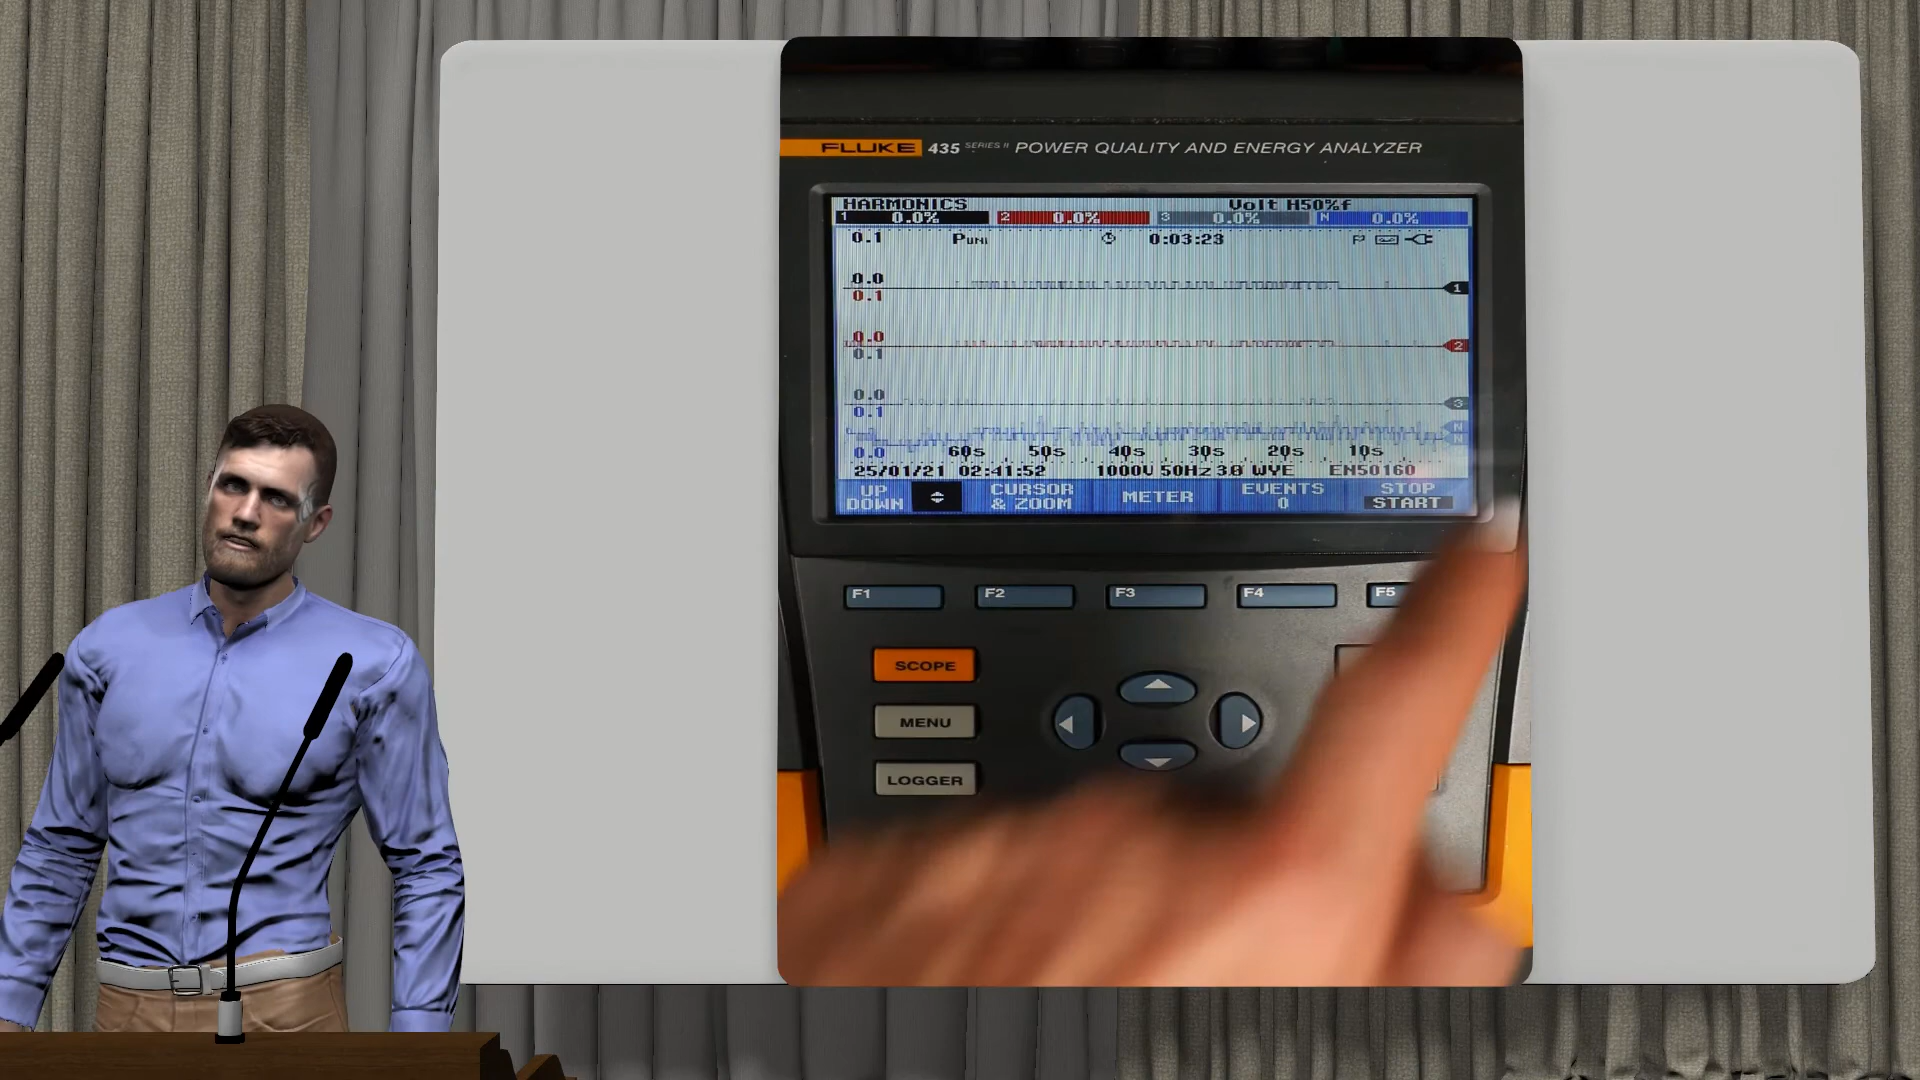 FLUKE 435 SERIES II POWER QUALITY AND ENERGY ANALYZER
HARMONICS Volt H50%f
1 0.0% 2 0.0% 3 0.0% N 0.0%
0.1 PUNI 0:03:23
0.0
1
0.1
0.0
2
0.1
0.0
3
0.1
N
N
0.0 60s 50s 40s 30s 20s 10s
25/01/21 02:41:52 1000V 50Hz 3Ø WYE EN50160
UP DOWN CURSOR & ZOOM METER EVENTS 0 STOP START
F1 F2 F3 F4 F5
SCOPE
MENU
LOGGER